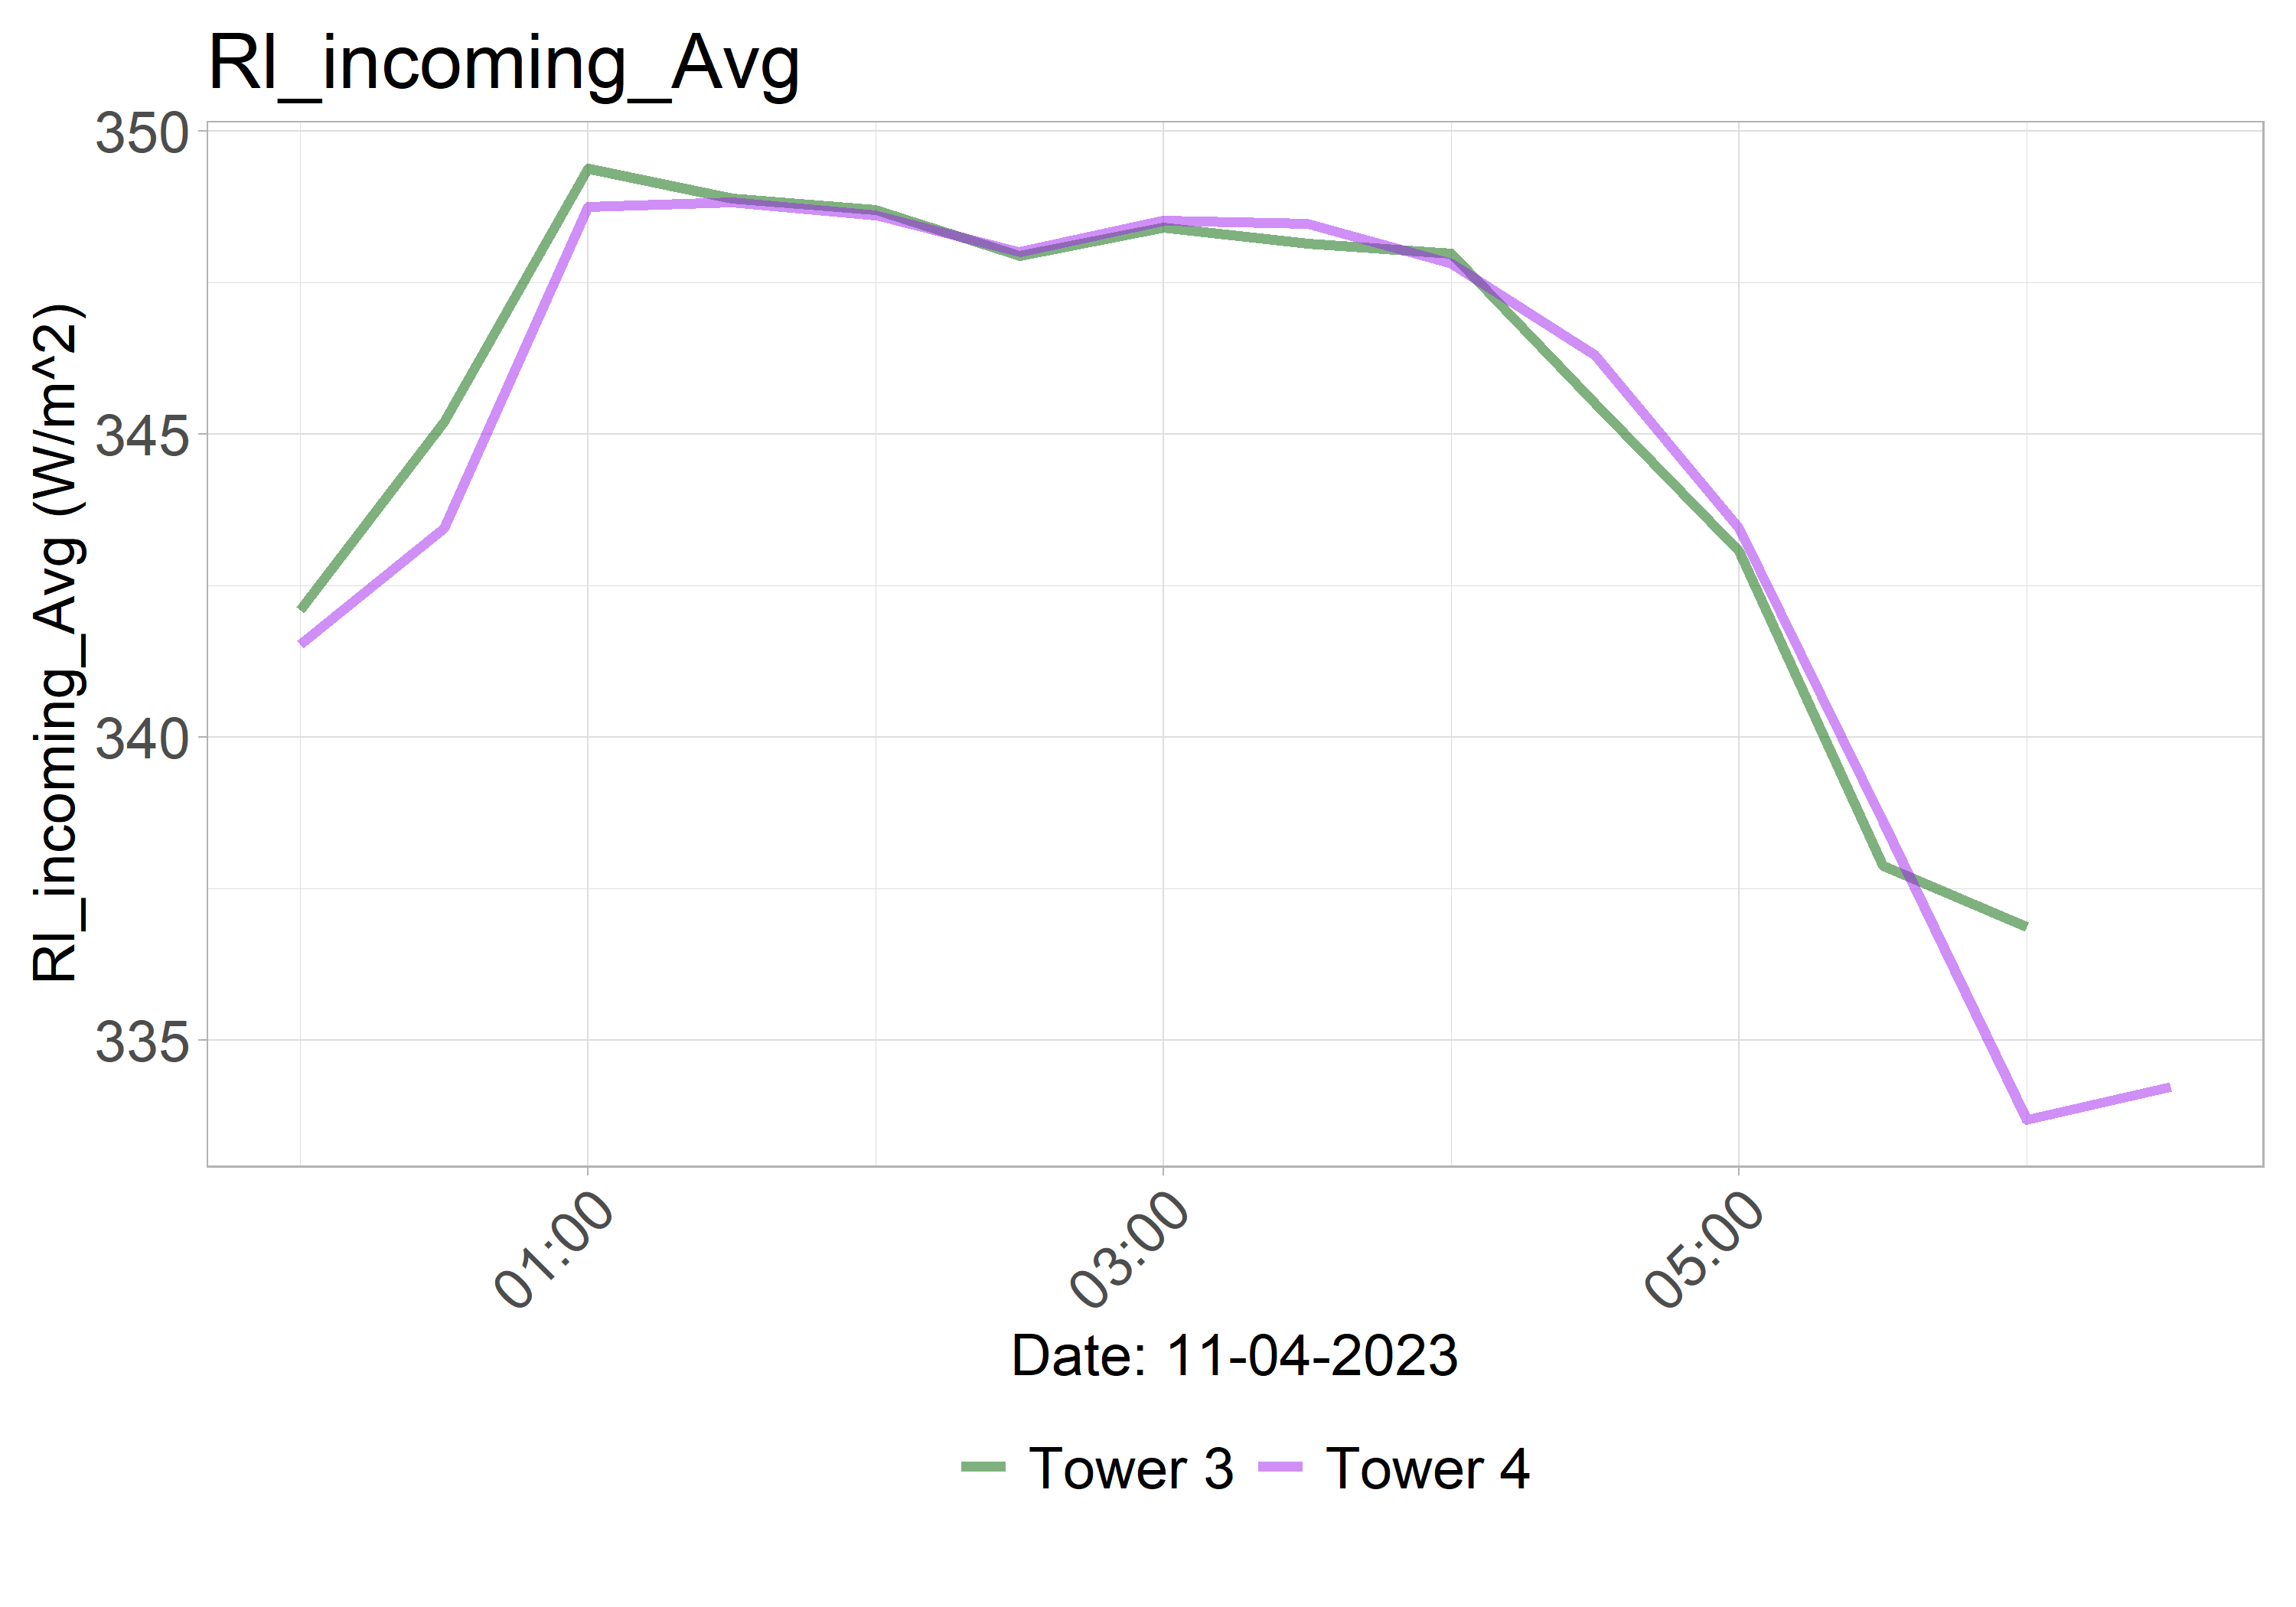 Rl_incoming_Avg
Rl_incoming_Avg (W/m^2)
350
345
340
335
01:00
03:00
05:00
Date: 11-04-2023
Tower 3
Tower 4